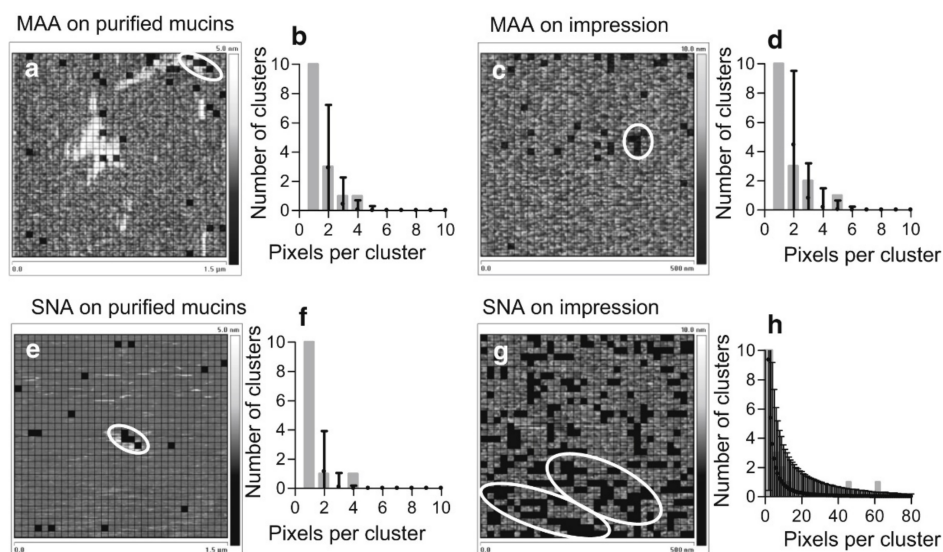 MAA on purified mucins
a
5.0 nm
0.0
1.5 µm
b
Number of clusters
10
8
6
4
2
0
0 2 4 6 8 10
Pixels per cluster
MAA on impression
c
10.0 nm
0.0
500 nm
d
Number of clusters
10
8
6
4
2
0
0 2 4 6 8 10
Pixels per cluster
SNA on purified mucins
e
5.0 nm
0.0
1.5 µm
f
Number of clusters
10
8
6
4
2
0
0 2 4 6 8 10
Pixels per cluster
SNA on impression
g
10.0 nm
0.0
500 nm
h
Number of clusters
10
8
6
4
2
0
0 20 40 60 80
Pixels per cluster